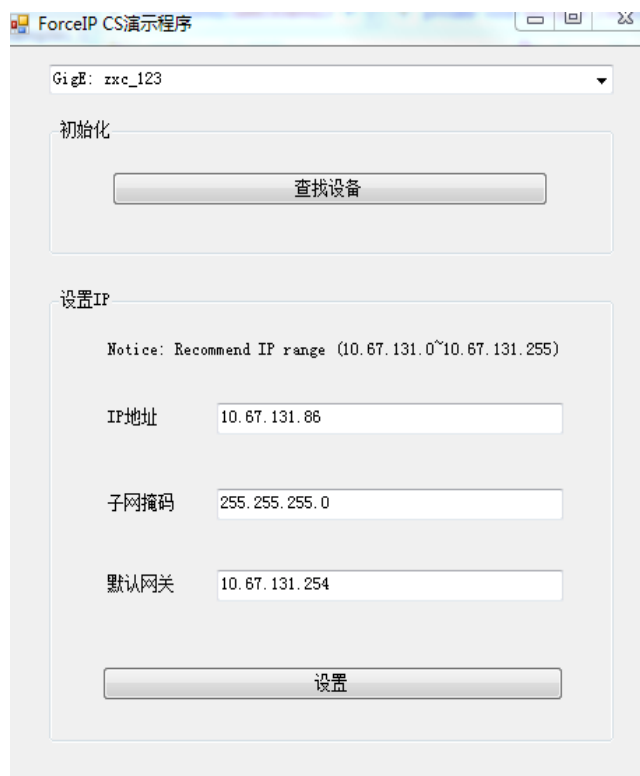 ForceIP CS演示程序
GigE: zxc_123
初始化
查找设备
设置IP
Notice: Recommend IP range (10.67.131.0~10.67.131.255)
IP地址 10.67.131.86
子网掩码 255.255.255.0
默认网关 10.67.131.254
设置